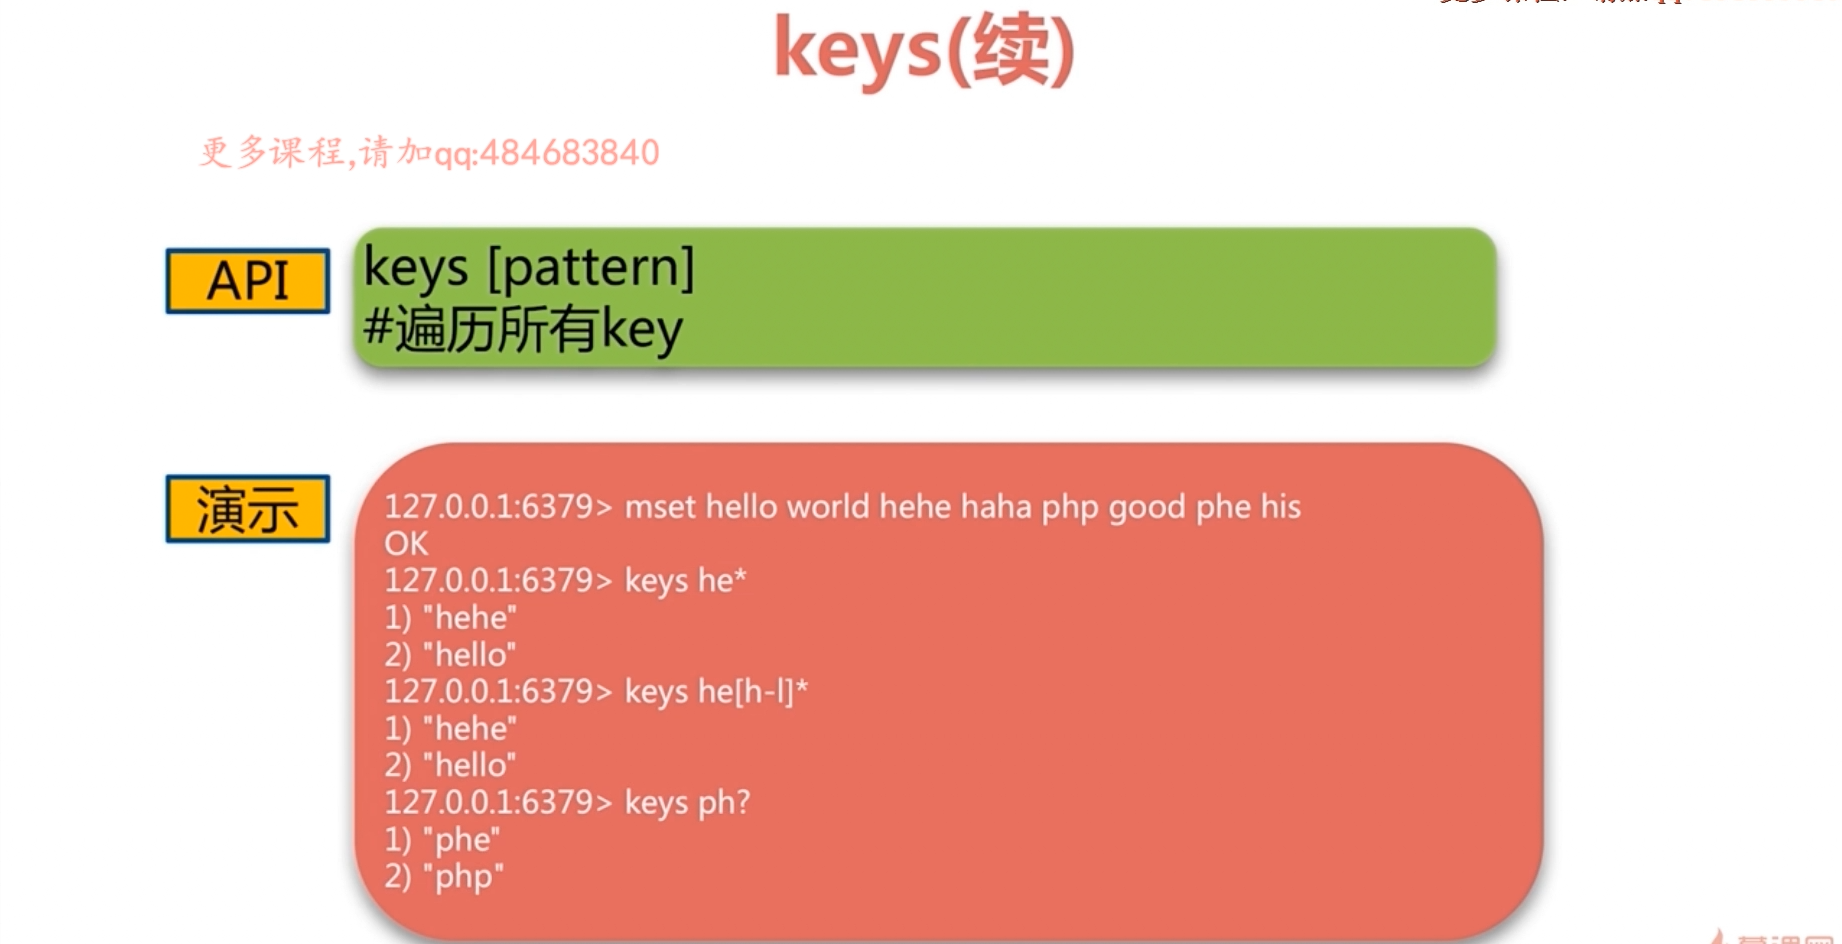 keys(续)
更多课程,请加qq:484683840
API
keys [pattern]
#遍历所有key
演示
127.0.0.1:6379> mset hello world hehe haha php good phe his
OK
127.0.0.1:6379> keys he*
1) "hehe"
2) "hello"
127.0.0.1:6379> keys he[h-l]*
1) "hehe"
2) "hello"
127.0.0.1:6379> keys ph?
1) "phe"
2) "php"